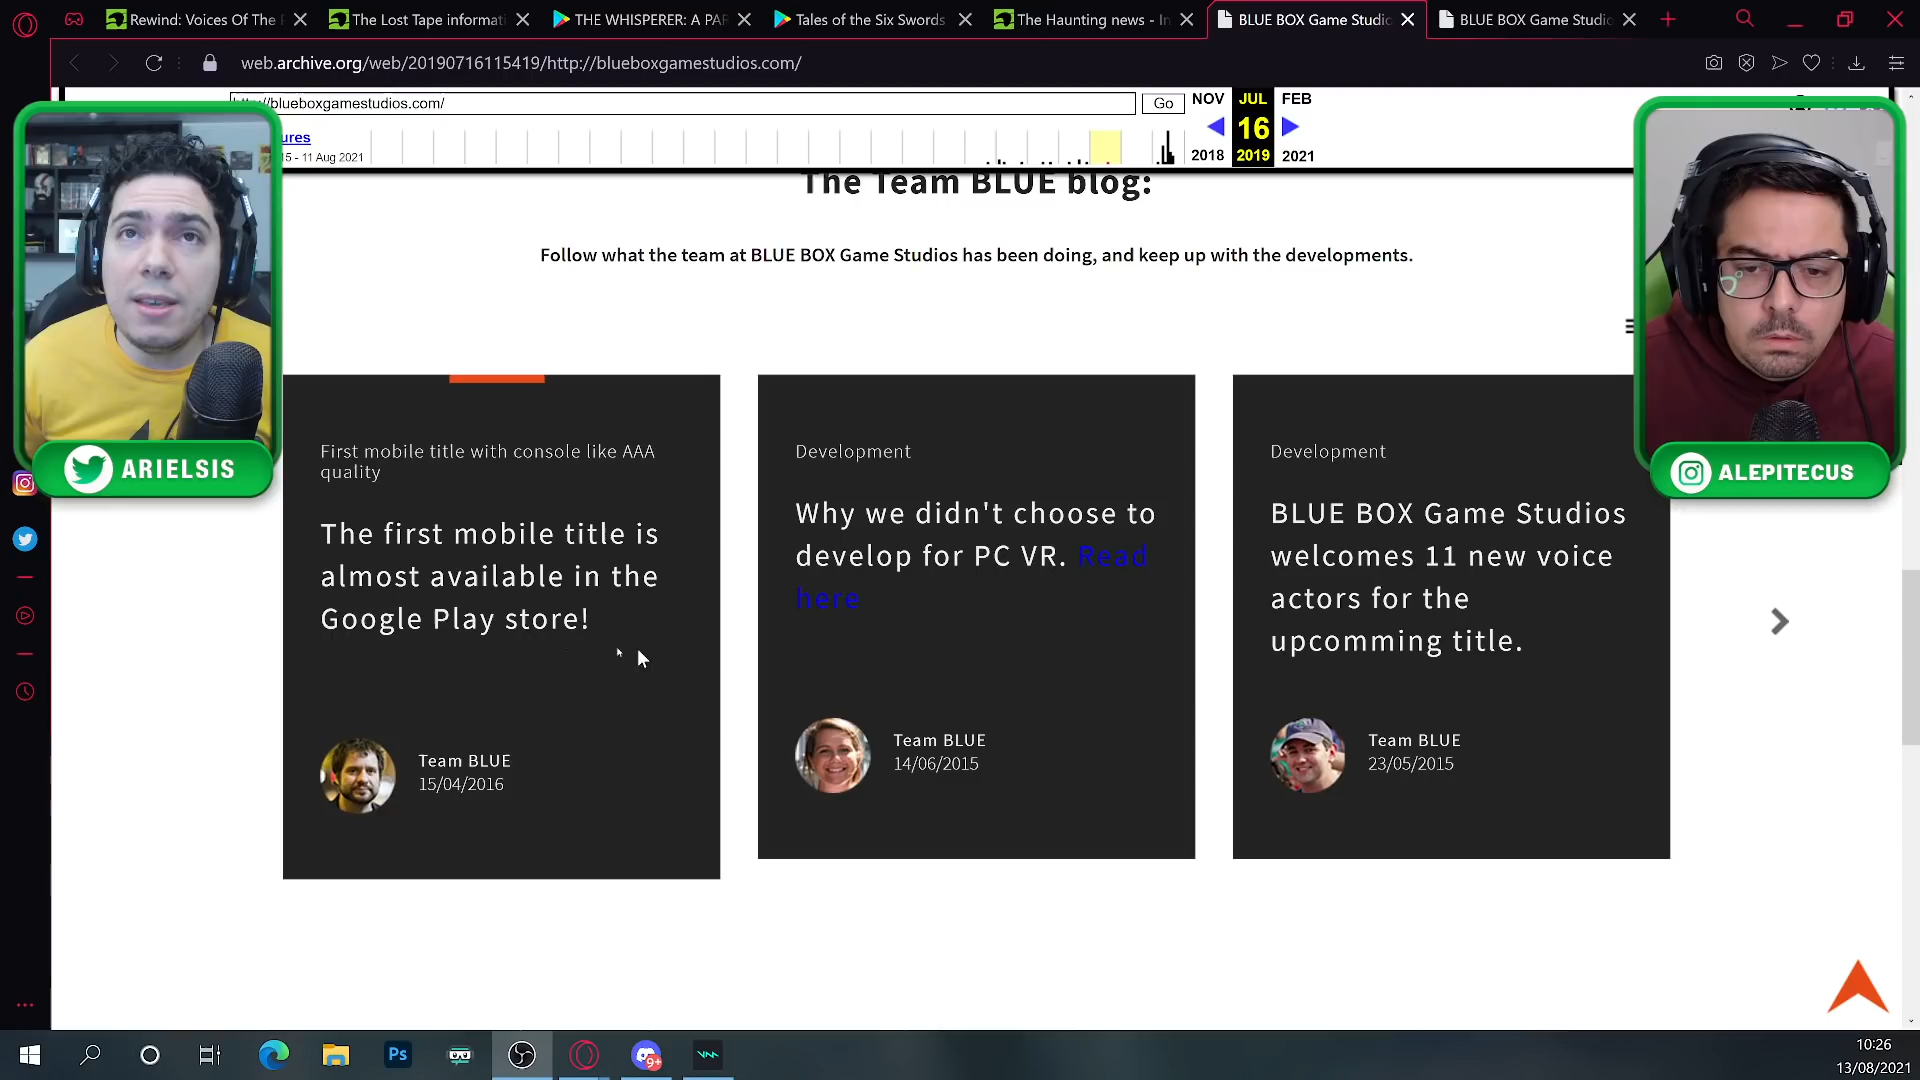 Rewind: Voices Of The
The Lost Tape informati
THE WHISPERER: A PAR
Tales of the Six Swords
The Haunting news - In
BLUE BOX Game Studio
BLUE BOX Game Studio
web.archive.org/web/20190716115419/http://blueboxgamestudios.com/
http://blueboxgamestudios.com/
Go
NOV
JUL
FEB
16
2018
2019
2021
ures
15 - 11 Aug 2021
The Team BLUE blog:
Follow what the team at BLUE BOX Game Studios has been doing, and keep up with the developments.
ARIELSIS
ALEPITECUS
First mobile title with console like AAA
quality
The first mobile title is
almost available in the
Google Play store!
Team BLUE
15/04/2016
Development
Why we didn't choose to
develop for PC VR. Read
here
Team BLUE
14/06/2015
Development
BLUE BOX Game Studios
welcomes 11 new voice
actors for the
upcomming title.
Team BLUE
23/05/2015
Ps
9+
10:26
13/08/2021